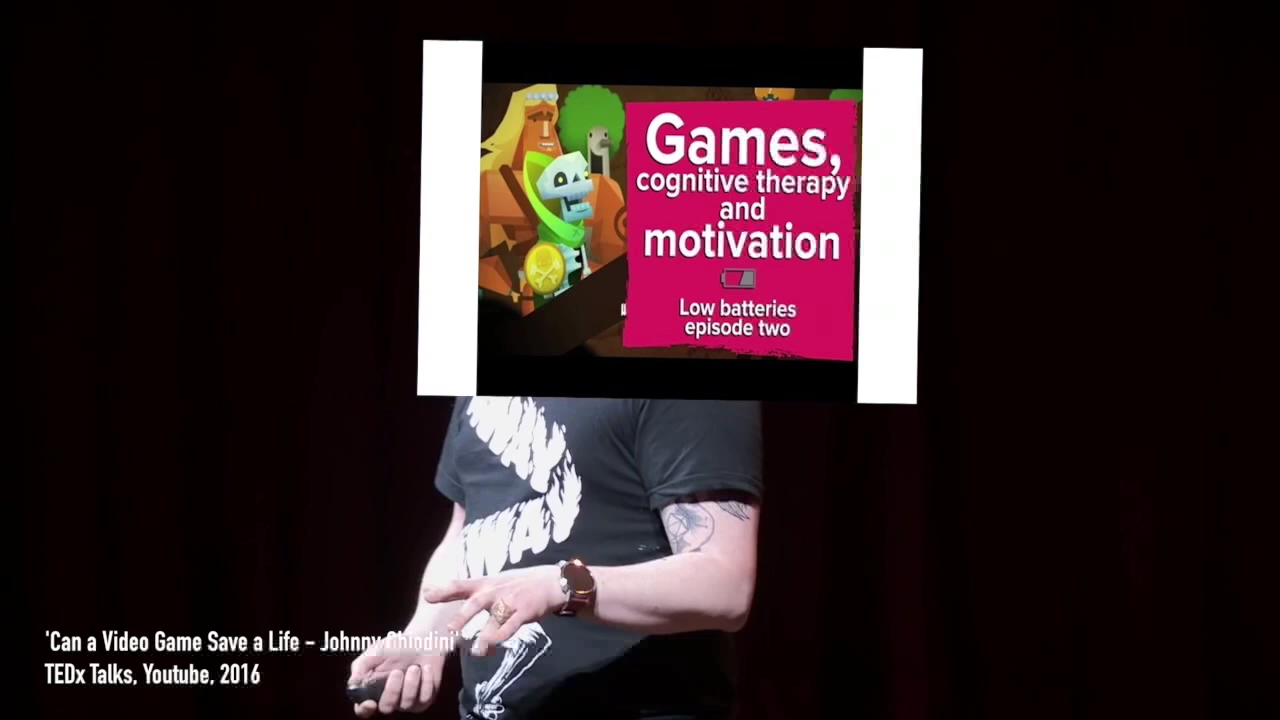 Games,
cognitive therapy
and
motivation
Low batteries
episode two
WAY
'Can a Video Game Save a Life – Johnny Chiodini'
TEDx Talks, Youtube, 2016